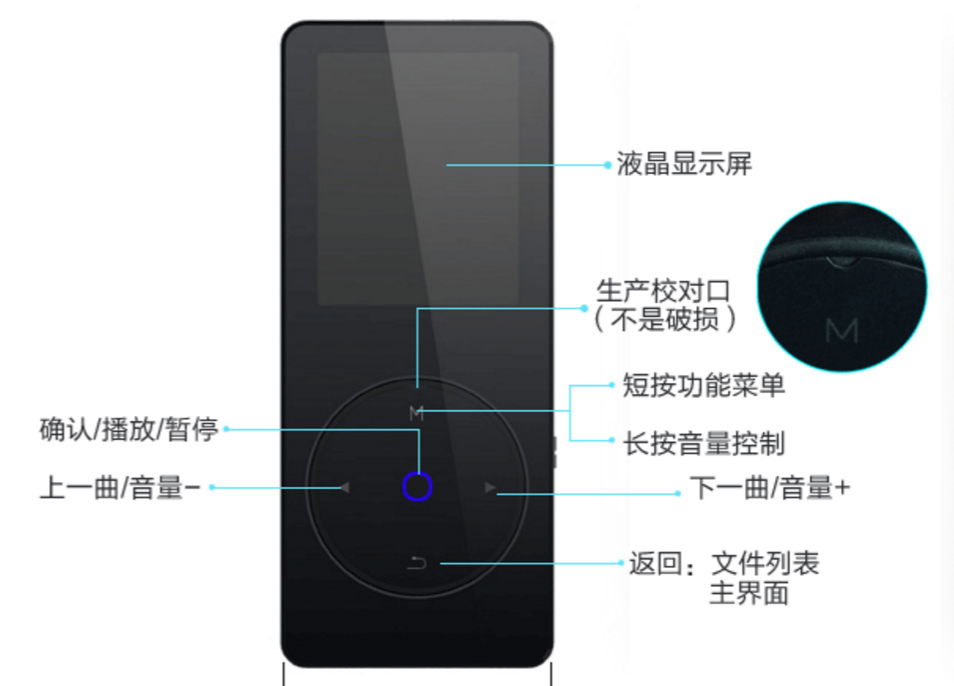 液晶显示屏
生产校对口
（不是破损）
M
短按功能菜单
M
确认/播放/暂停
长按音量控制
上一曲/音量−
下一曲/音量+
返回：文件列表
主界面